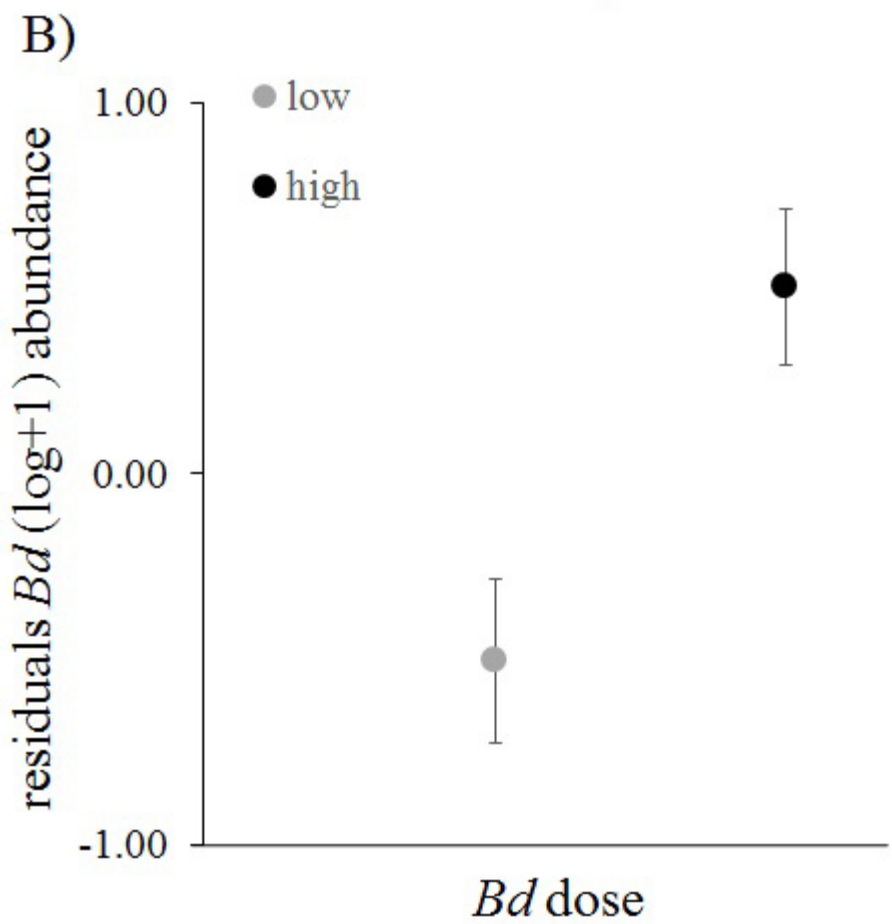 B)
1.00
low
high
residuals Bd (log+1) abundance
0.00
-1.00
Bd dose